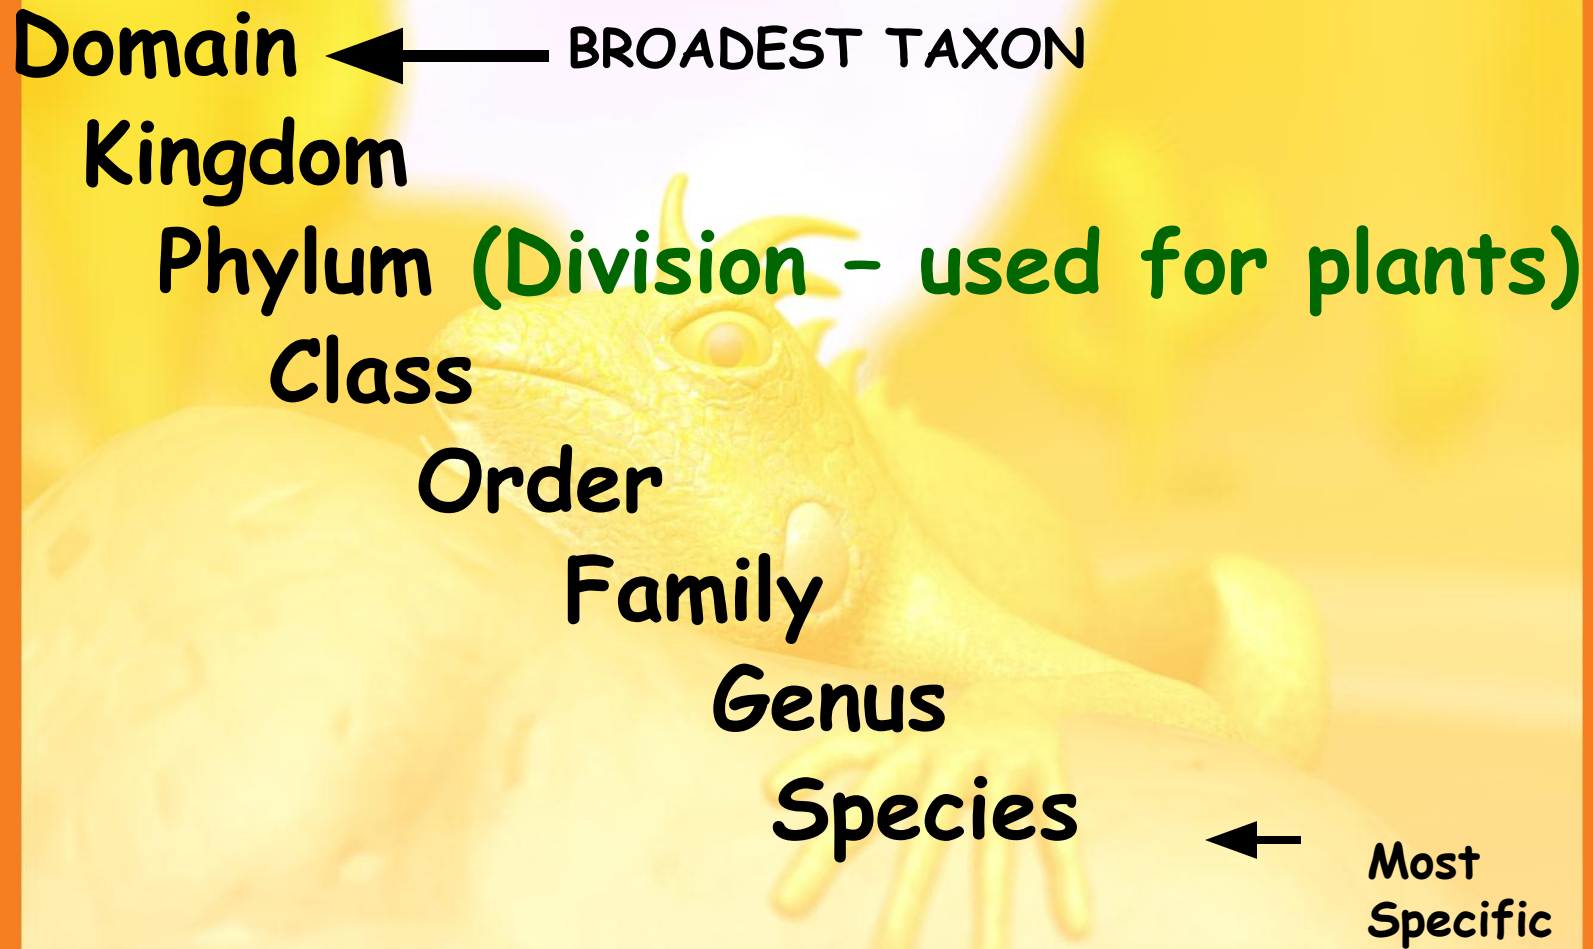 Domain BROADEST TAXON
Kingdom
Phylum (Division – used for plants)
Class
Order
Family
Genus
Species
Most
Specific